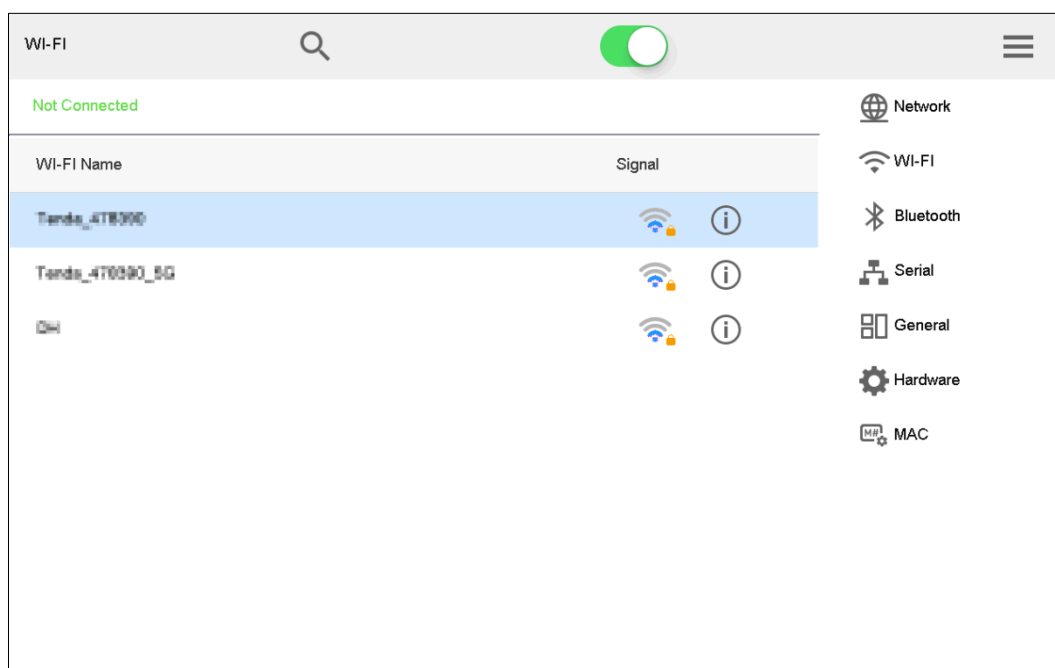 WI-FI
Not Connected
WI-FI Name
Signal
Network
WI-FI
Bluetooth
Serial
General
Hardware
M# MAC